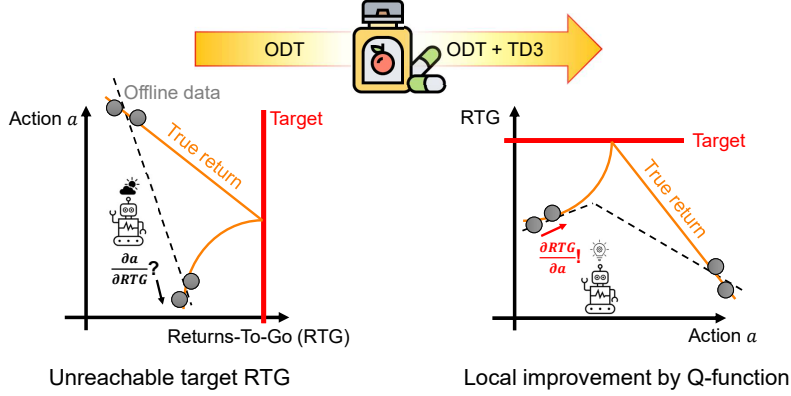 ODT
ODT + TD3
Offline data
Action a
Target
True return
∂a
∂RTG
?
Returns-To-Go (RTG)
Unreachable target RTG
RTG
Target
True return
∂RTG
∂a
!
Action a
Local improvement by Q-function